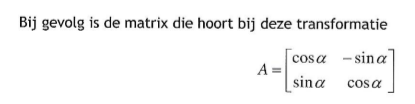 Bij gevolg is de matrix die hoort bij deze transformatie
A = [ cos α  − sin α
sin α  cos α ]